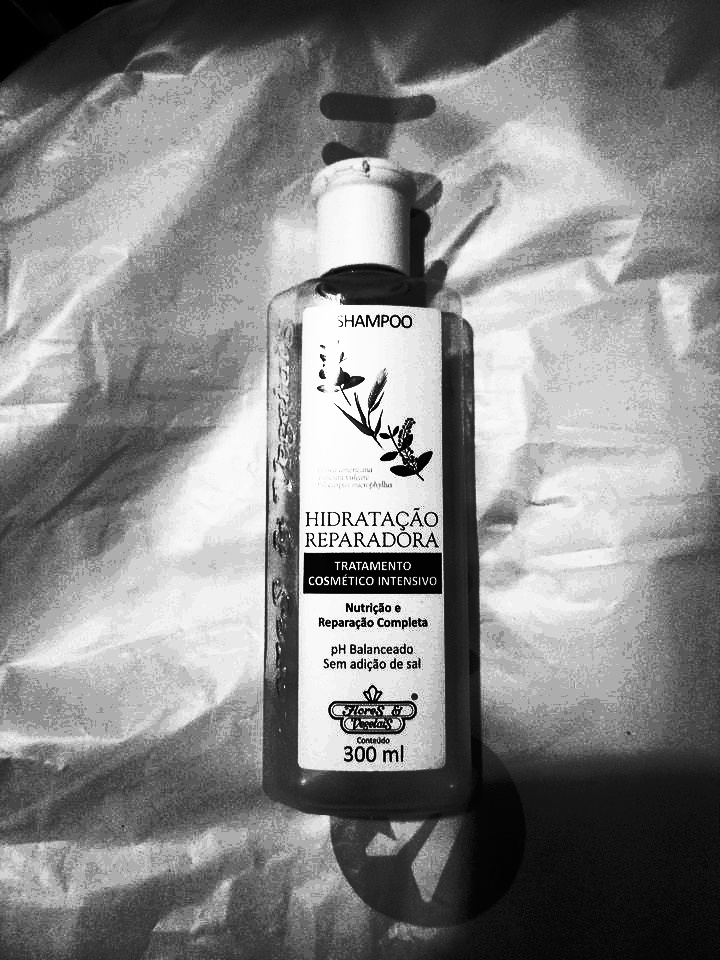 SHAMPOO
HIDRATAÇÃO
REPARADORA
TRATAMENTO
COSMÉTICO INTENSIVO
Nutrição e
Reparação Completa
pH Balanceado
Sem adição de sal
Flores &
Vegetais
Conteúdo
300 ml